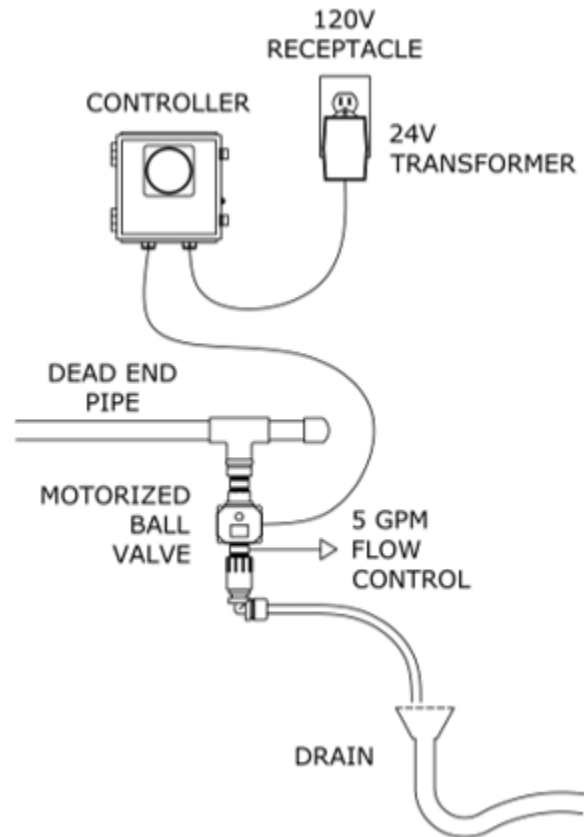 120V
RECEPTACLE
CONTROLLER
24V
TRANSFORMER
DEAD END
PIPE
MOTORIZED
BALL
VALVE
5 GPM
FLOW
CONTROL
DRAIN